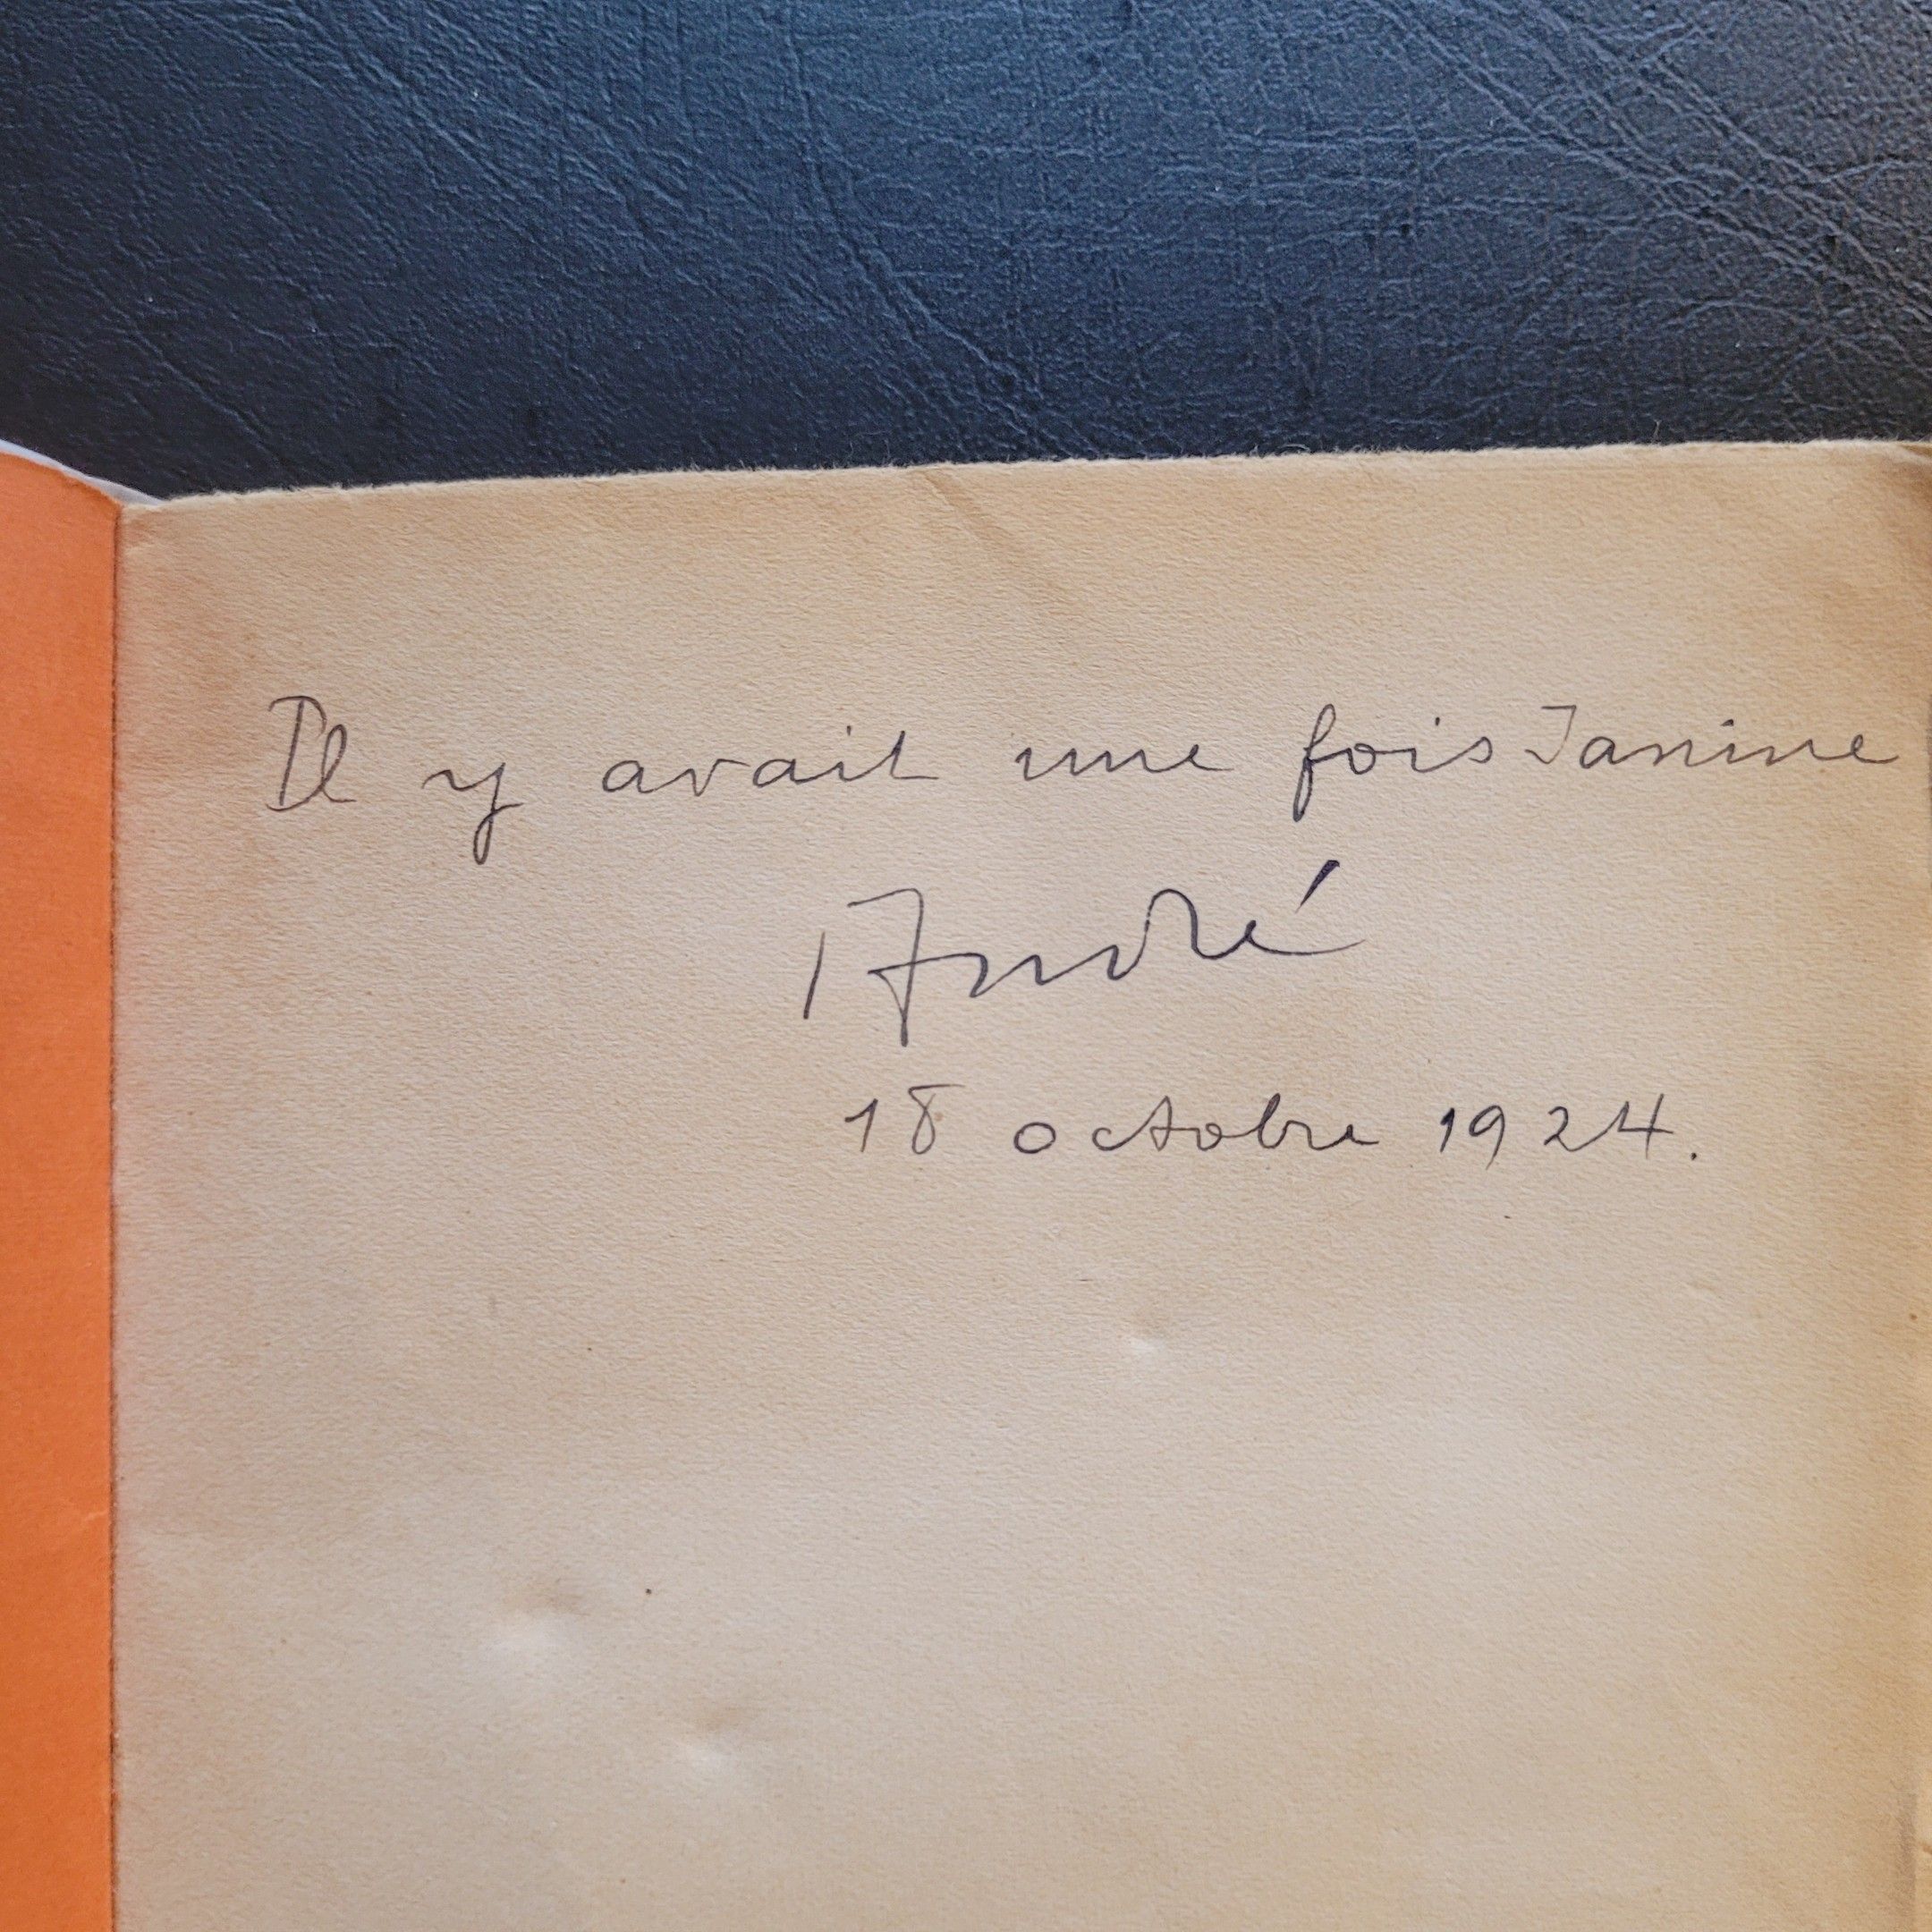 Il y avait une fois Janine
André
18 octobre 1924.